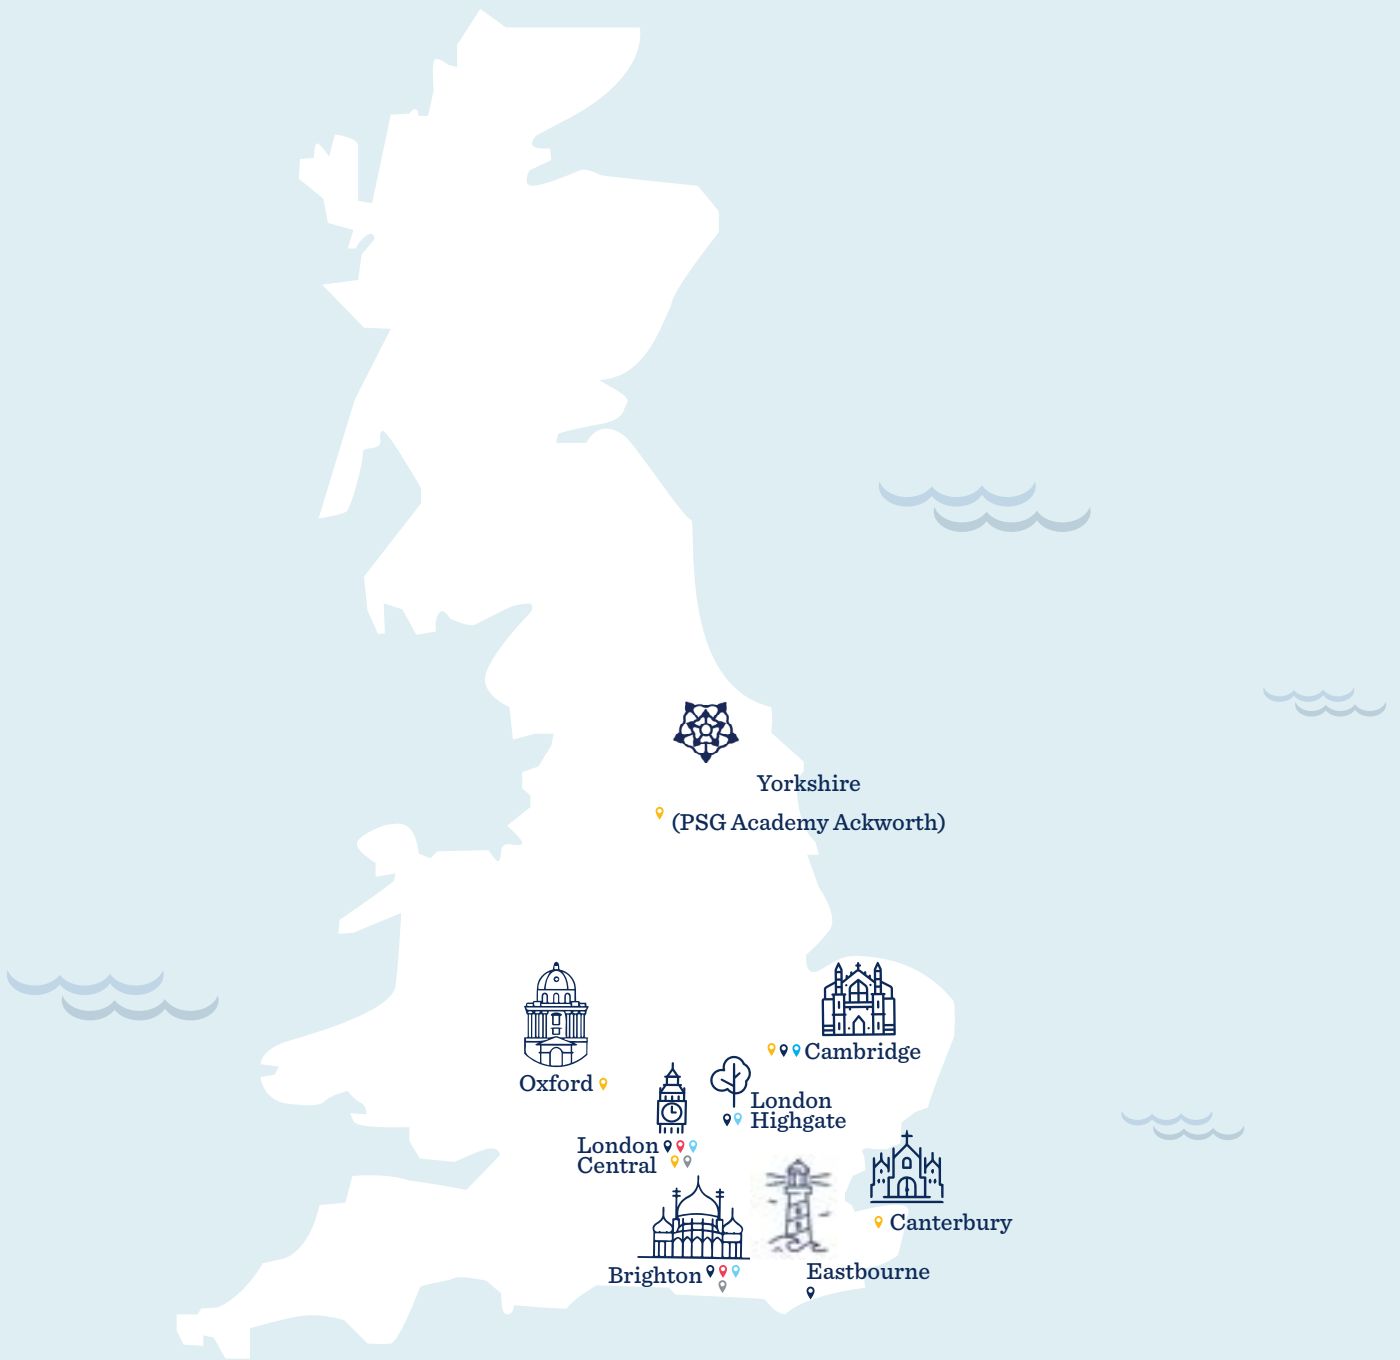 Yorkshire
(PSG Academy Ackworth)
Cambridge
Oxford
London
Highgate
London
Central
Canterbury
Eastbourne
Brighton